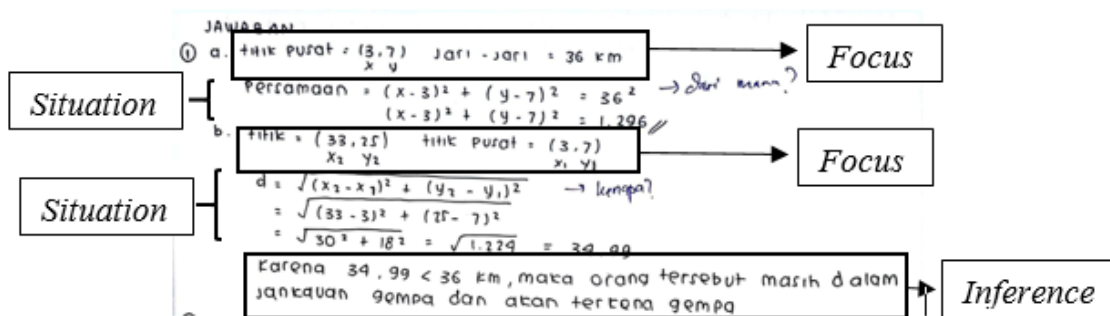 JAWABAN
① a. titik pusat = (3,7) Jari-Jari = 36 km Focus
x y
Situation
Persamaan = (x-3)² + (y-7)² = 36² → dari mana?
(x-3)² + (y-7)² = 1.296 //
b. titik = (33,25) titik pusat = (3,7) Focus
x₂ y₂ x₁ y₁
Situation
d = √(x₂-x₁)² + (y₂-y₁)² → kenapa?
= √(33-3)² + (25-7)²
= √30² + 18² = √1.224 = 34,99
Karena 34,99 < 36 km, maka orang tersebut masih dalam
Jankauan gempa dan akan terkena gempa
Inference